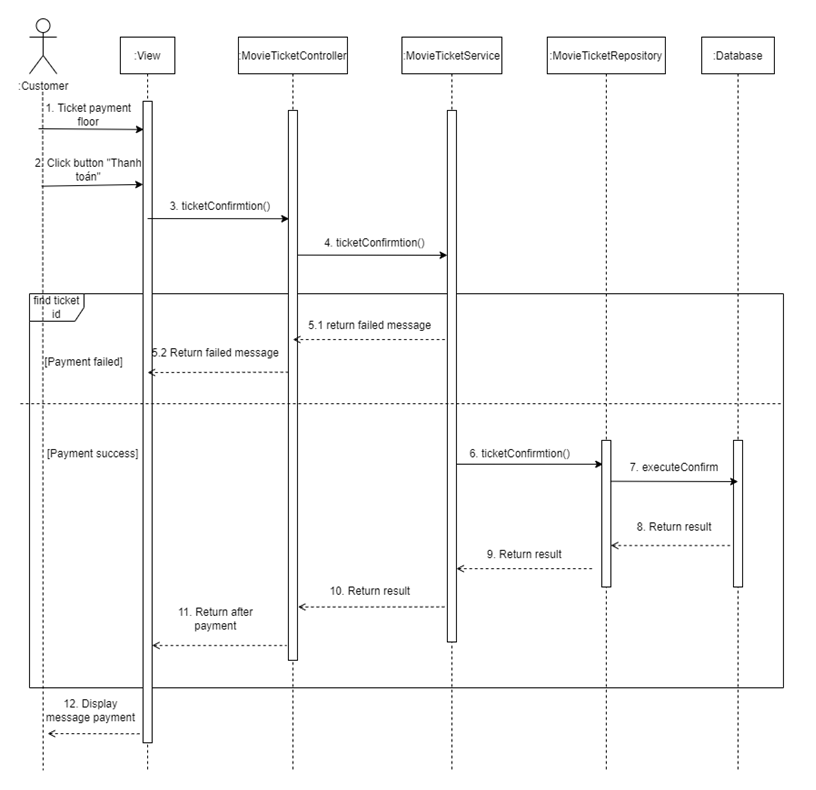 :View
:MovieTicketController
:MovieTicketService
:MovieTicketRepository
:Database
:Customer
1. Ticket payment
floor
2. Click button "Thanh
toán"
3. ticketConfirmtion()
4. ticketConfirmtion()
find ticket
id
5.1 return failed message
5.2 Return failed message
[Payment failed]
[Payment success]
6. ticketConfirmtion()
7. executeConfirm
8. Return result
9. Return result
10. Return result
11. Return after
payment
12. Display
message payment